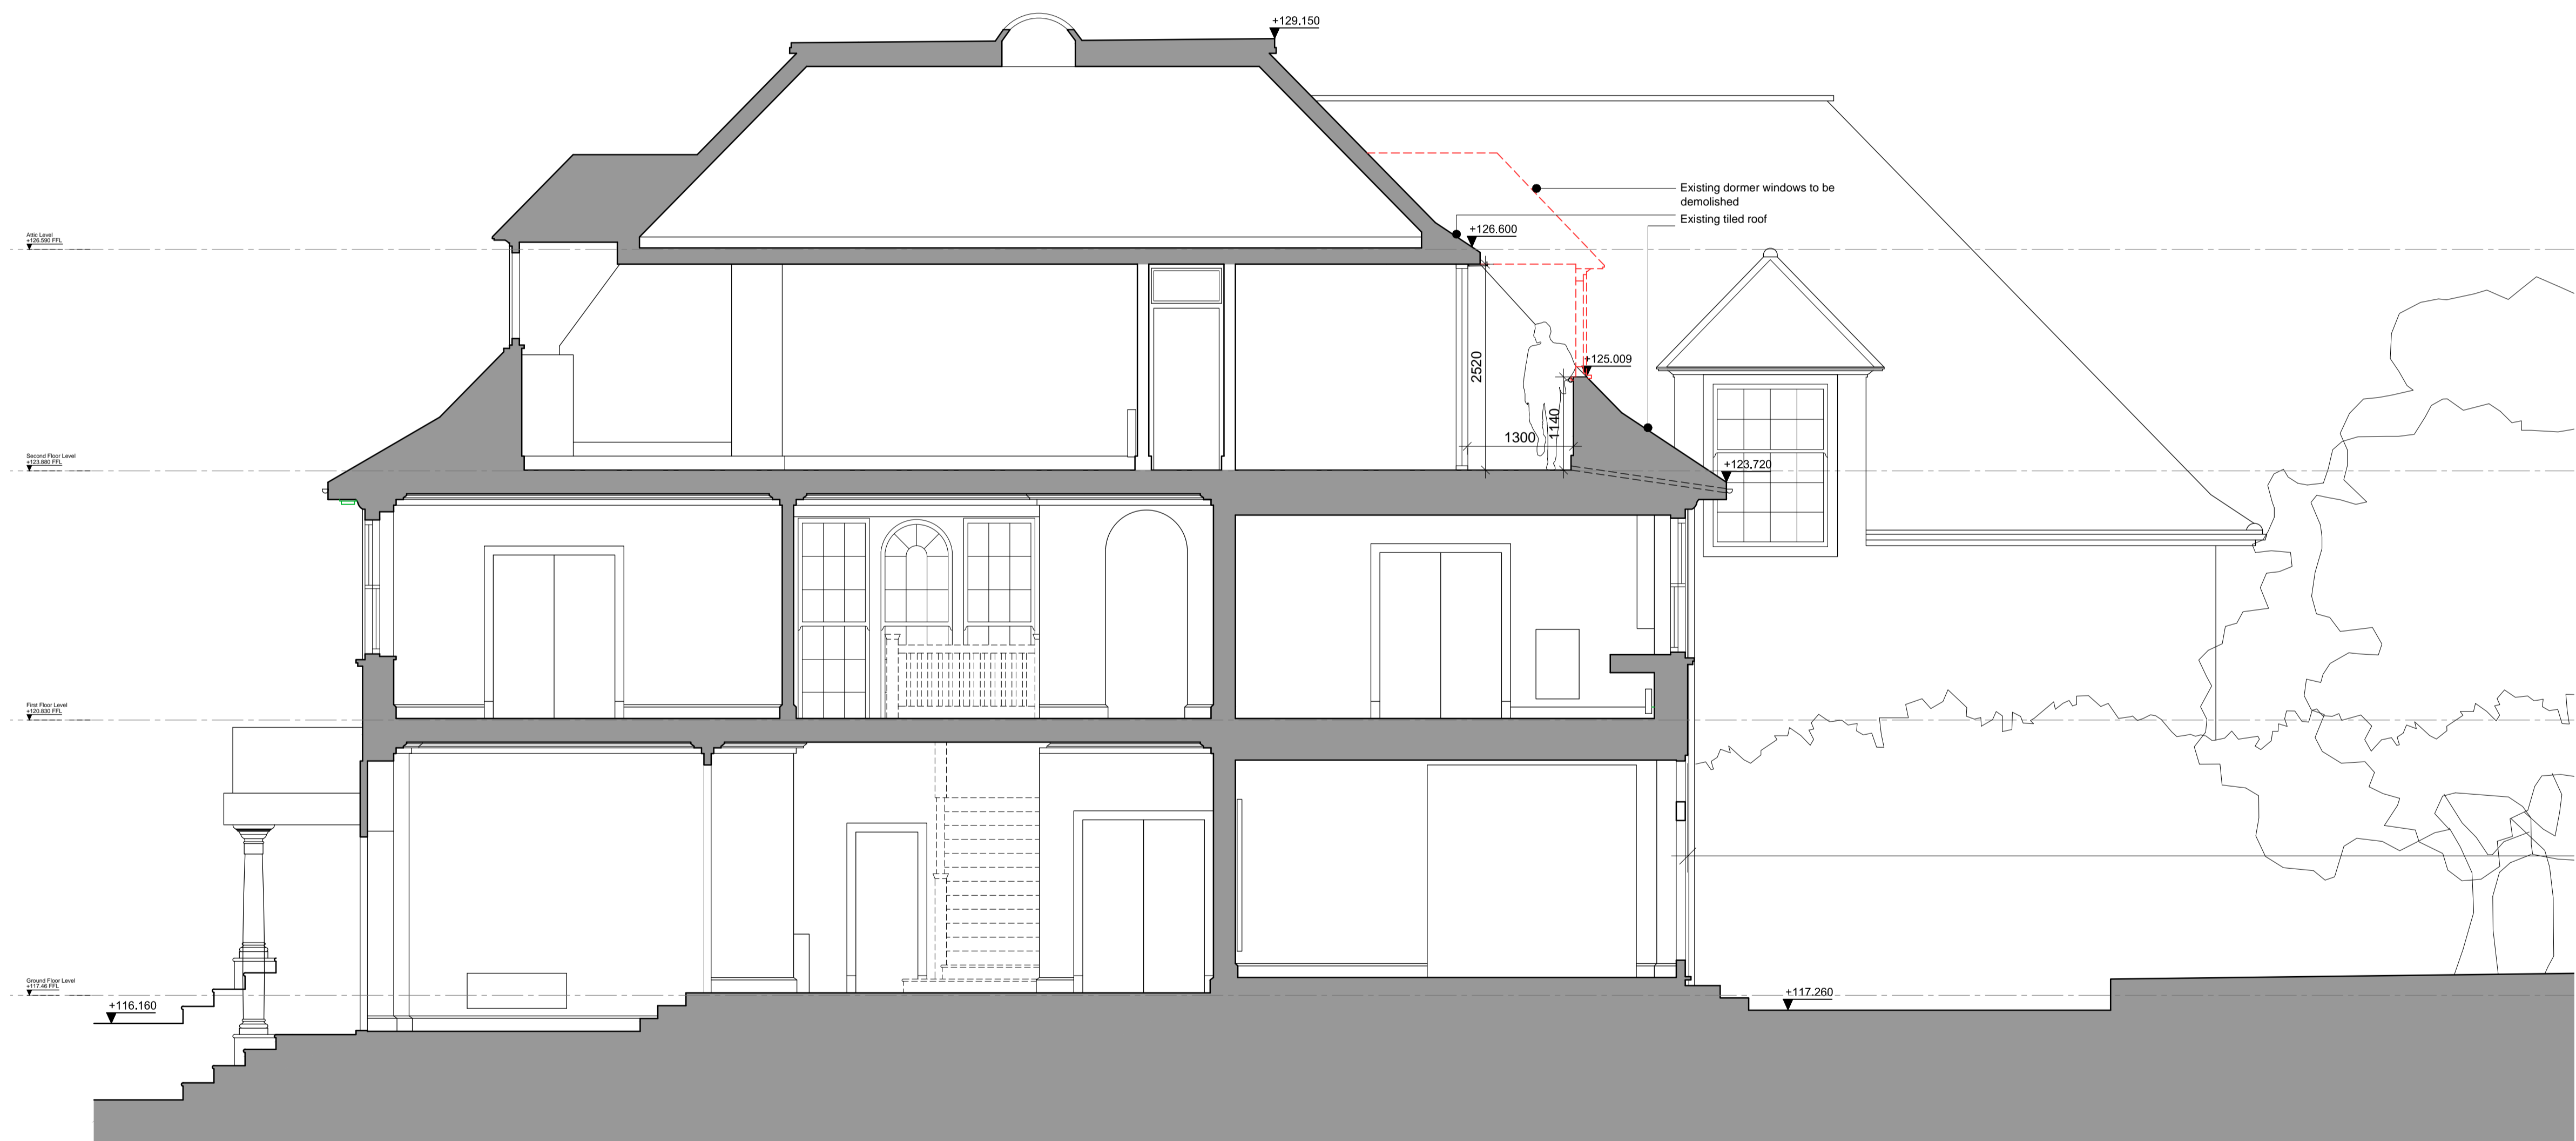 +129.150
Existing dormer windows to be
demolished
Existing tiled roof
+126.600
Attic Level
+126.590 FFL
2520
+125.009
1140
1300
Second Floor Level
+123.880 FFL
+123.720
First Floor Level
+120.830 FFL
Ground Floor Level
+117.46 FFL
+116.160
+117.260